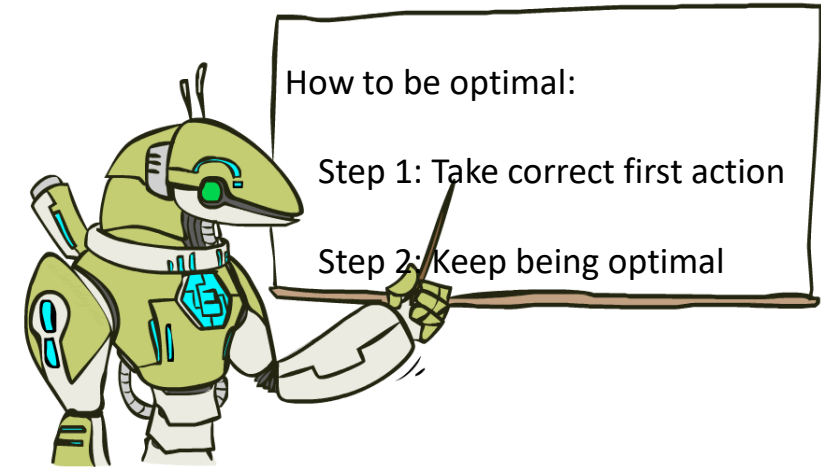 How to be optimal:
Step 1: Take correct first action
Step 2: Keep being optimal